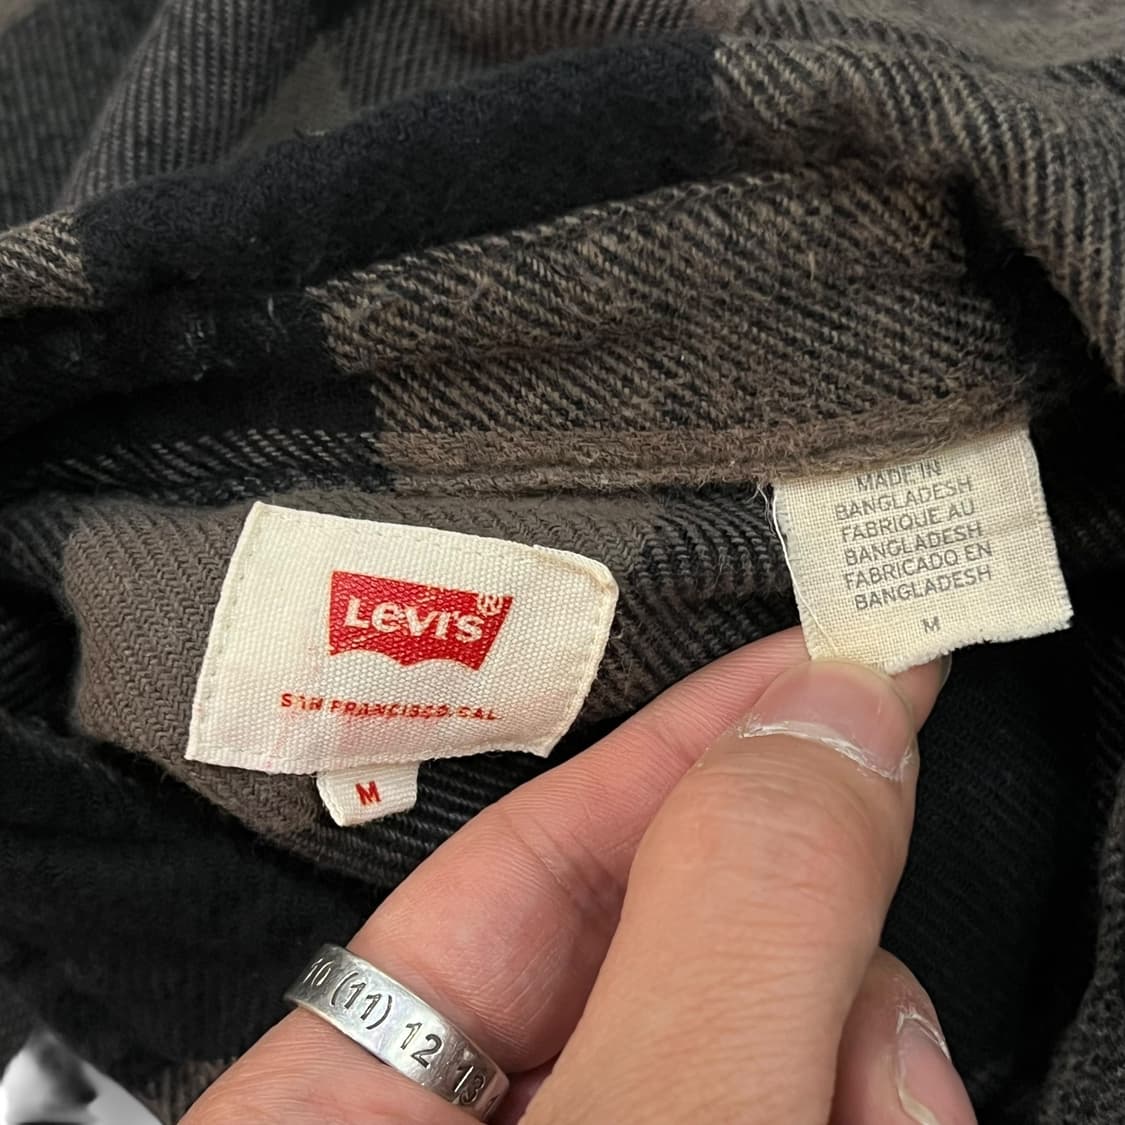 LEVI'S®
SAN FRANCISCO, CAL
M
MADE IN
BANGLADESH
FABRIQUE AU
BANGLADESH
FABRICADO EN
BANGLADESH
M
10 (11) 12 13